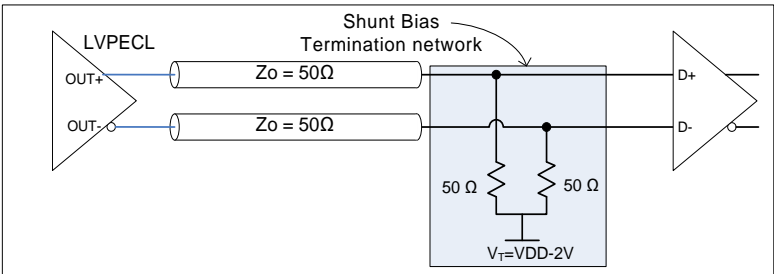 Shunt Bias
Termination network
LVPECL
OUT+
Zo = 50Ω
D+
OUT-
Zo = 50Ω
D-
50 Ω
50 Ω
VT=VDD-2V